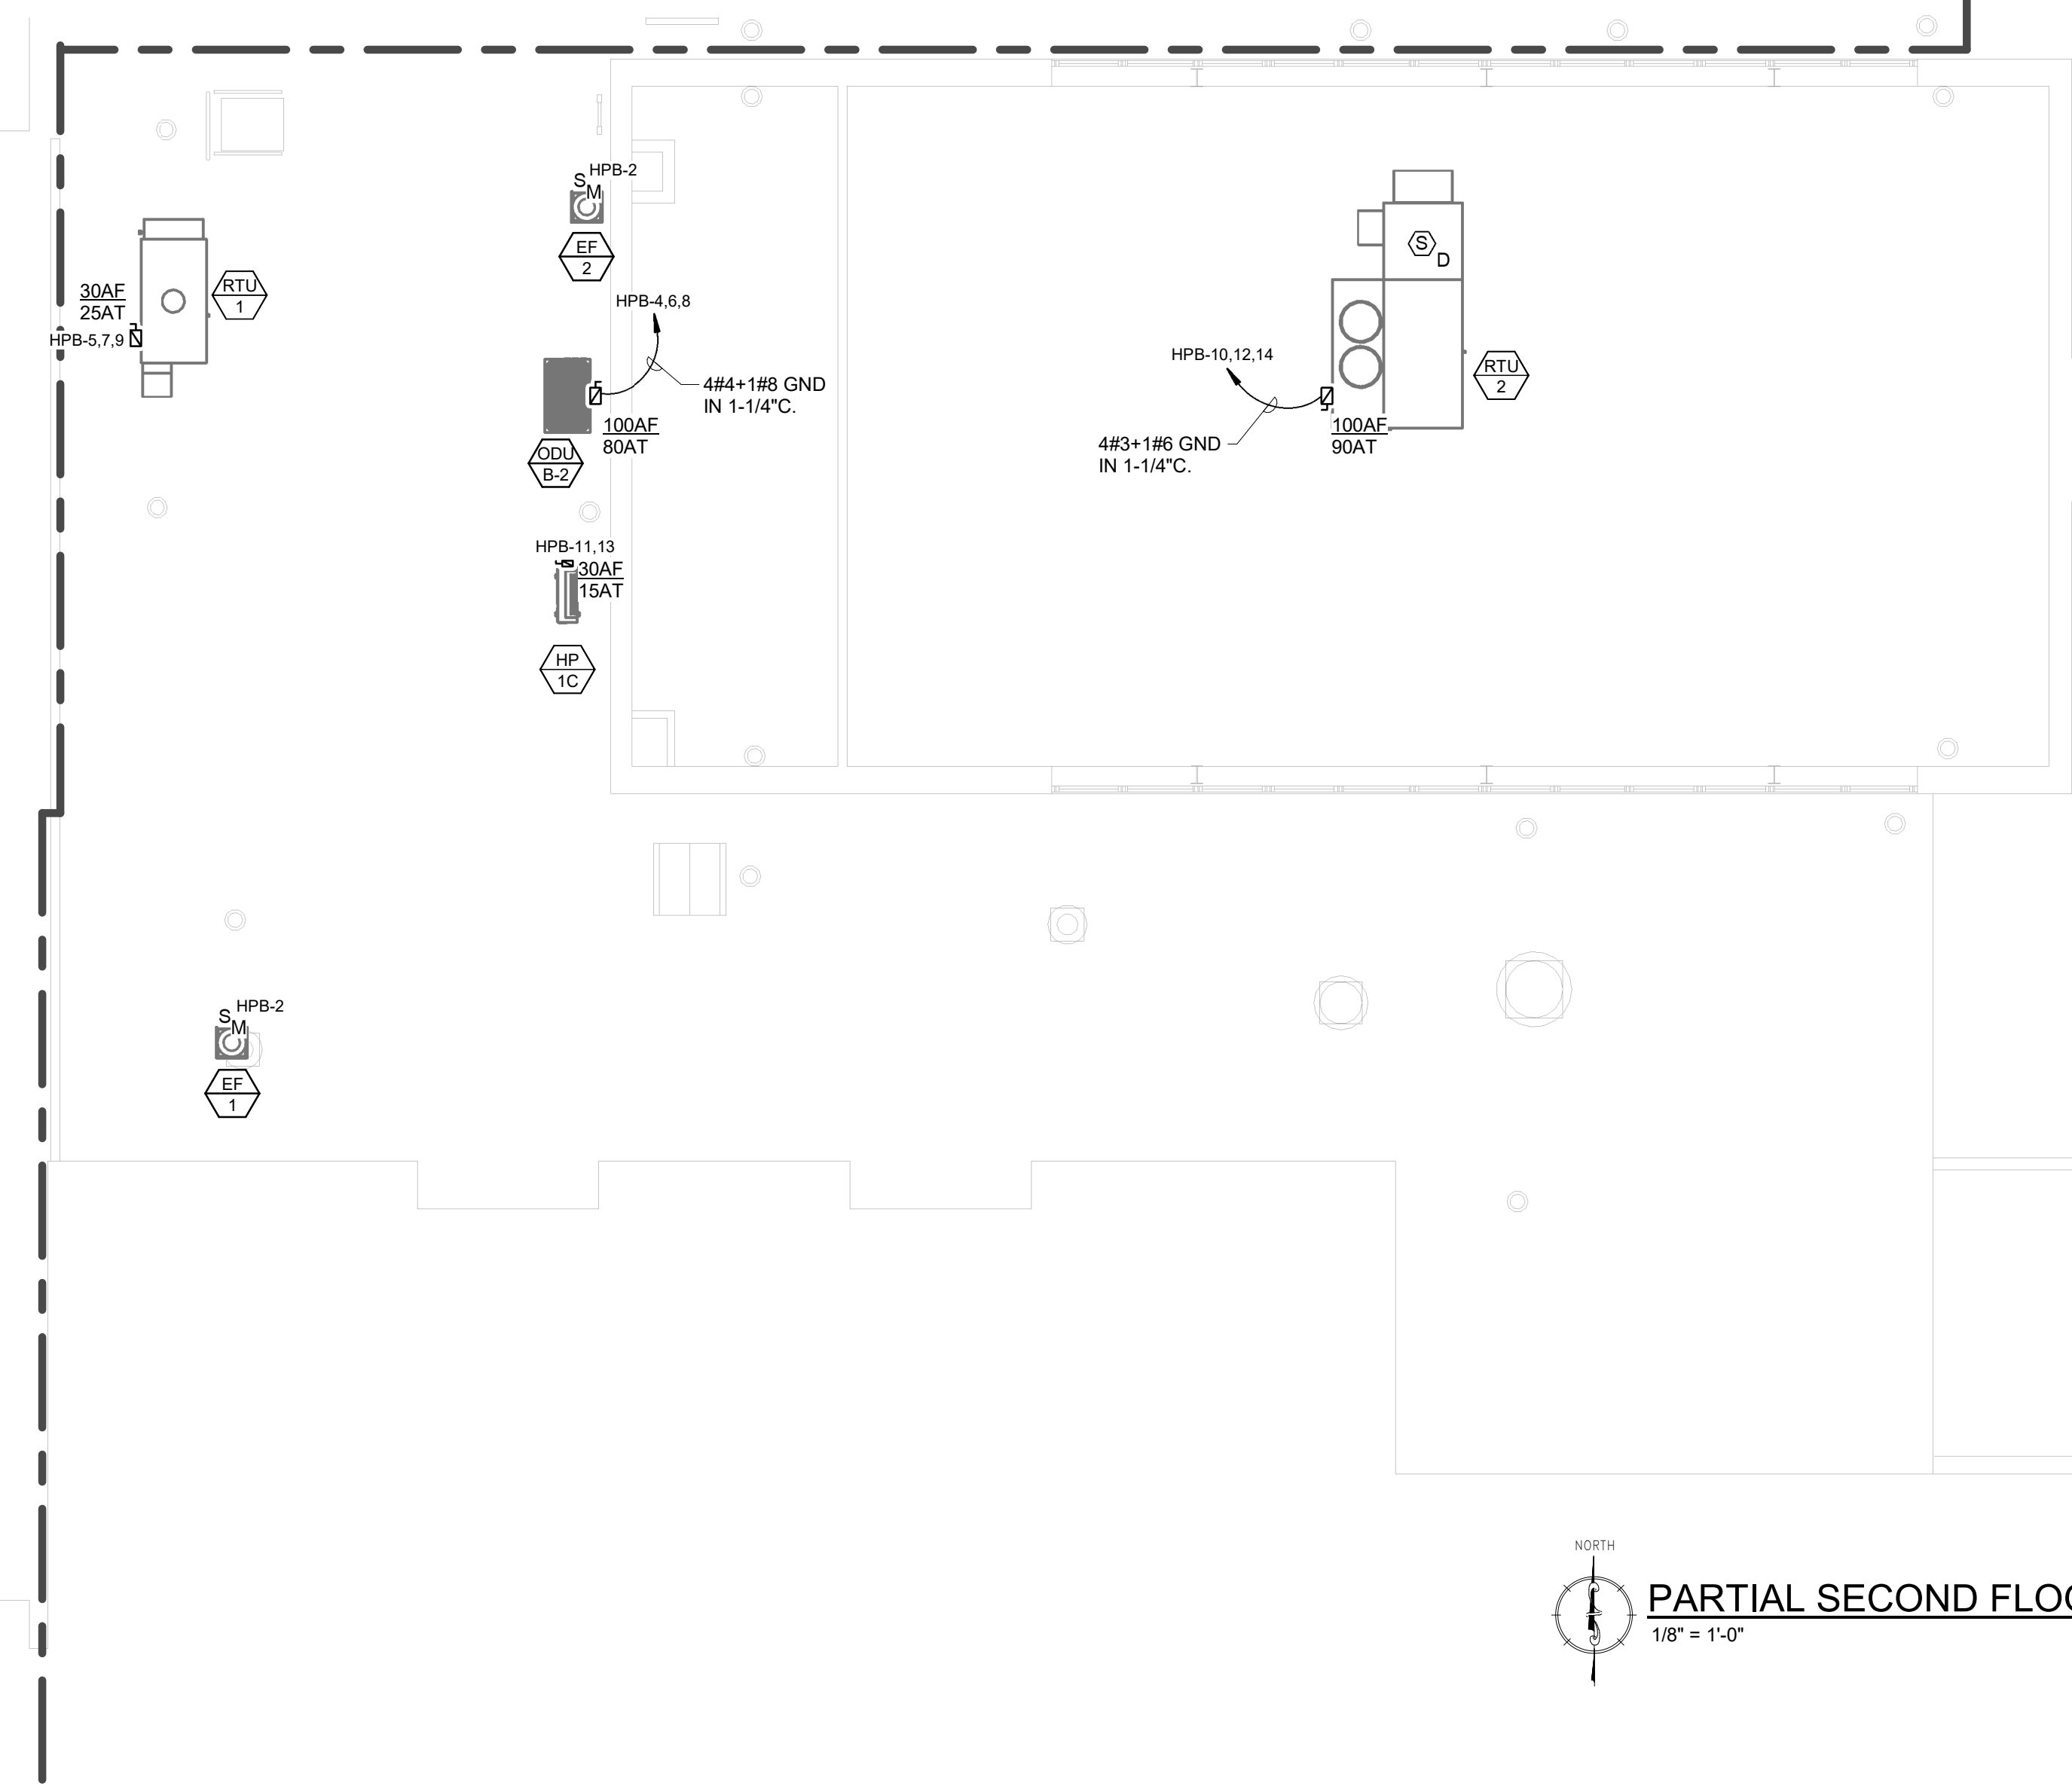 HPB-2
S
M
EF
2
S
D
RTU
1
30AF
25AT
HPB-5,7,9
HPB-4,6,8
4#4+1#8 GND
IN 1-1/4"C.
100AF
80AT
ODU
B-2
HPB-10,12,14
4#3+1#6 GND
IN 1-1/4"C.
100AF
90AT
RTU
2
HPB-11,13
30AF
15AT
HP
1C
HPB-2
S
M
EF
1
NORTH
PARTIAL SECOND FLOO
1/8" = 1'-0"